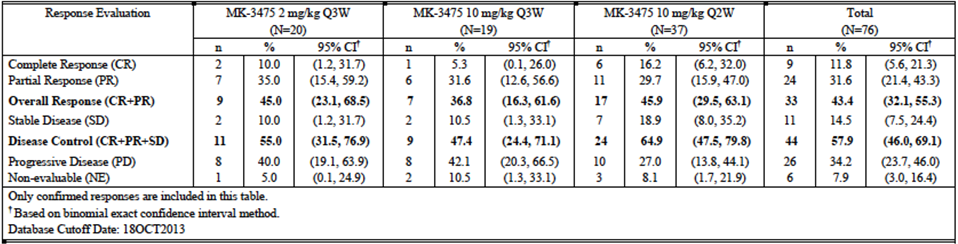 Response Evaluation MK-3475 2 mg/kg Q3W MK-3475 10 mg/kg Q3W MK-3475 10 mg/kg Q2W Total
(N=20) (N=19) (N=37) (N=76)
n % 95% CI† n % 95% CI† n % 95% CI† n % 95% CI†
Complete Response (CR) 2 10.0 (1.2, 31.7) 1 5.3 (0.1, 26.0) 6 16.2 (6.2, 32.0) 9 11.8 (5.6, 21.3)
Partial Response (PR) 7 35.0 (15.4, 59.2) 6 31.6 (12.6, 56.6) 11 29.7 (15.9, 47.0) 24 31.6 (21.4, 43.3)
Overall Response (CR+PR) 9 45.0 (23.1, 68.5) 7 36.8 (16.3, 61.6) 17 45.9 (29.5, 63.1) 33 43.4 (32.1, 55.3)
Stable Disease (SD) 2 10.0 (1.2, 31.7) 2 10.5 (1.3, 33.1) 7 18.9 (8.0, 35.2) 11 14.5 (7.5, 24.4)
Disease Control (CR+PR+SD) 11 55.0 (31.5, 76.9) 9 47.4 (24.4, 71.1) 24 64.9 (47.5, 79.8) 44 57.9 (46.0, 69.1)
Progressive Disease (PD) 8 40.0 (19.1, 63.9) 8 42.1 (20.3, 66.5) 10 27.0 (13.8, 44.1) 26 34.2 (23.7, 46.0)
Non-evaluable (NE) 1 5.0 (0.1, 24.9) 2 10.5 (1.3, 33.1) 3 8.1 (1.7, 21.9) 6 7.9 (3.0, 16.4)
Only confirmed responses are included in this table.
† Based on binomial exact confidence interval method.
Database Cutoff Date: 18OCT2013